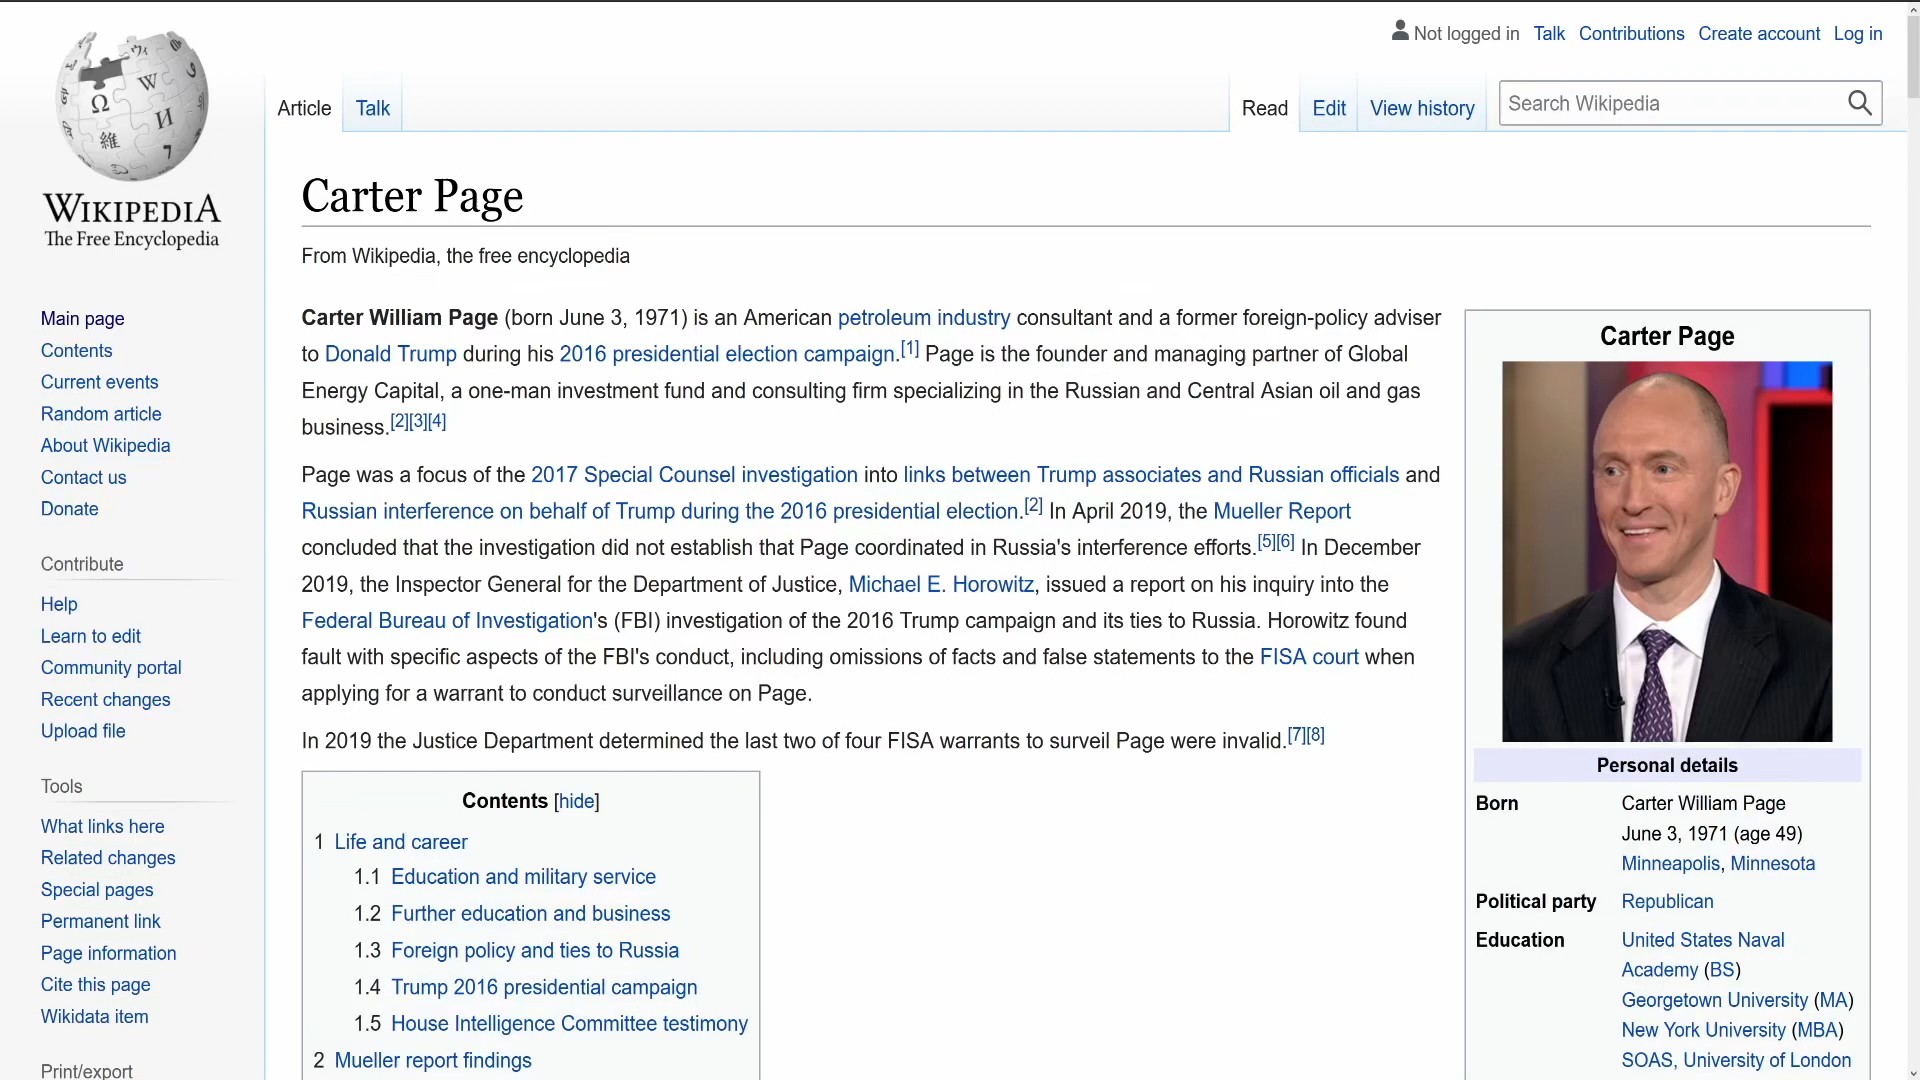 Not logged in Talk Contributions Create account Log in
Article Talk Read Edit View history Search Wikipedia
WIKIPEDIA
The Free Encyclopedia
Main page
Contents
Current events
Random article
About Wikipedia
Contact us
Donate
Contribute
Help
Learn to edit
Community portal
Recent changes
Upload file
Tools
What links here
Related changes
Special pages
Permanent link
Page information
Cite this page
Wikidata item
Print/export
Carter Page
From Wikipedia, the free encyclopedia
Carter William Page (born June 3, 1971) is an American petroleum industry consultant and a former foreign-policy adviser
to Donald Trump during his 2016 presidential election campaign.[1] Page is the founder and managing partner of Global
Energy Capital, a one-man investment fund and consulting firm specializing in the Russian and Central Asian oil and gas
business.[2][3][4]
Page was a focus of the 2017 Special Counsel investigation into links between Trump associates and Russian officials and
Russian interference on behalf of Trump during the 2016 presidential election.[2] In April 2019, the Mueller Report
concluded that the investigation did not establish that Page coordinated in Russia's interference efforts.[5][6] In December
2019, the Inspector General for the Department of Justice, Michael E. Horowitz, issued a report on his inquiry into the
Federal Bureau of Investigation's (FBI) investigation of the 2016 Trump campaign and its ties to Russia. Horowitz found
fault with specific aspects of the FBI's conduct, including omissions of facts and false statements to the FISA court when
applying for a warrant to conduct surveillance on Page.
In 2019 the Justice Department determined the last two of four FISA warrants to surveil Page were invalid.[7][8]
Contents [hide]
1 Life and career
1.1 Education and military service
1.2 Further education and business
1.3 Foreign policy and ties to Russia
1.4 Trump 2016 presidential campaign
1.5 House Intelligence Committee testimony
2 Mueller report findings
Carter Page
Personal details
Born Carter William Page
June 3, 1971 (age 49)
Minneapolis, Minnesota
Political party Republican
Education United States Naval
Academy (BS)
Georgetown University (MA)
New York University (MBA)
SOAS, University of London